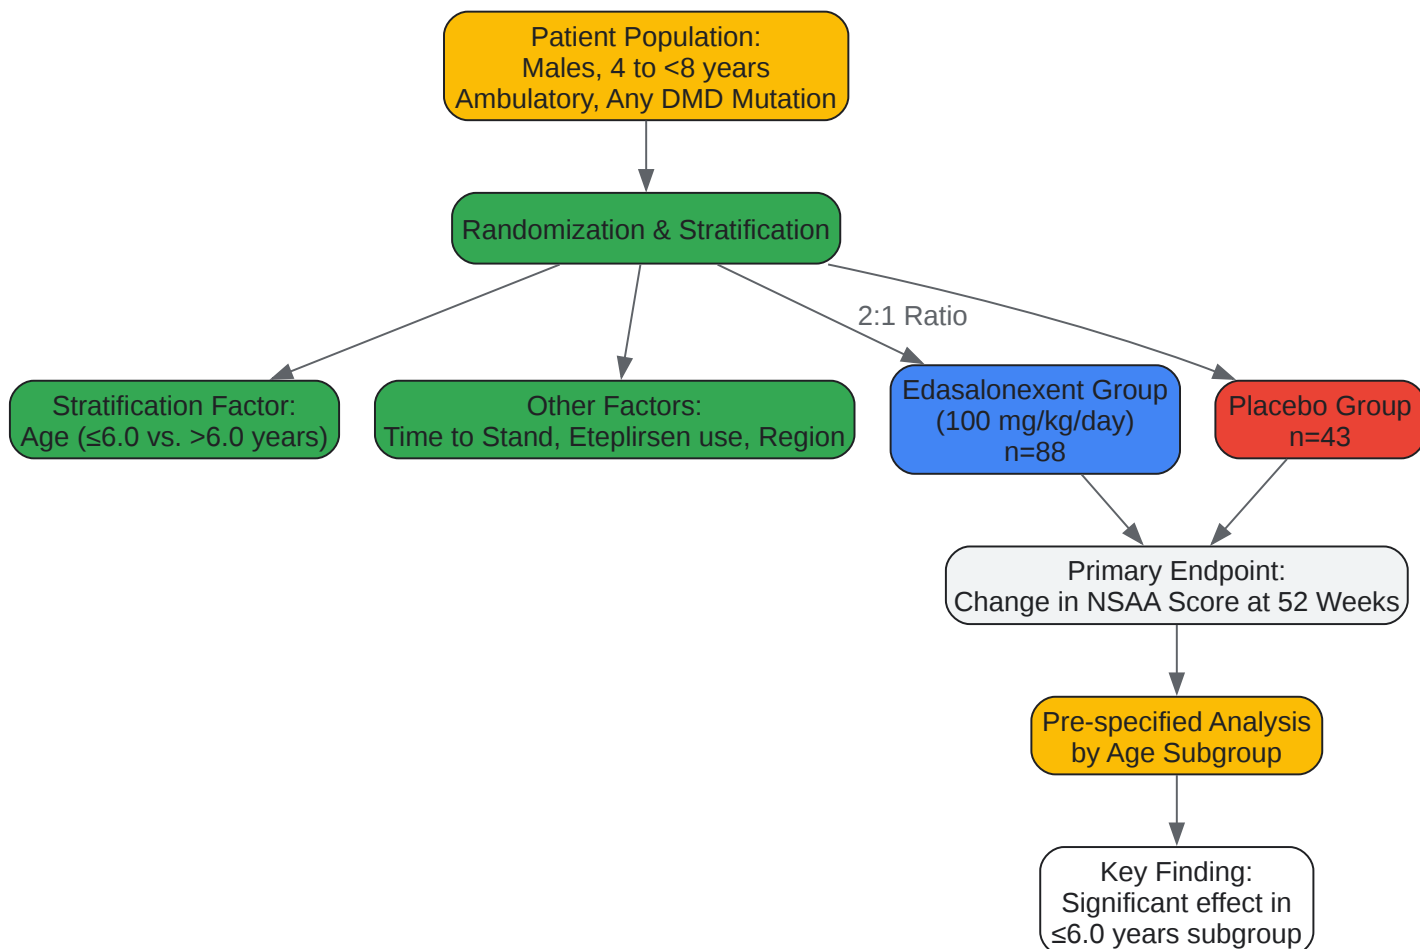 Patient Population:
Males, 4 to <8 years
Ambulatory, Any DMD Mutation
Randomization & Stratification
2:1 Ratio
Stratification Factor:
Age (≤6.0 vs. >6.0 years)
Other Factors:
Time to Stand, Eteplirsen use, Region
Edasalonexent Group
(100 mg/kg/day)
n=88
Placebo Group
n=43
Primary Endpoint:
Change in NSAA Score at 52 Weeks
Pre-specified Analysis
by Age Subgroup
Key Finding:
Significant effect in
≤6.0 years subgroup